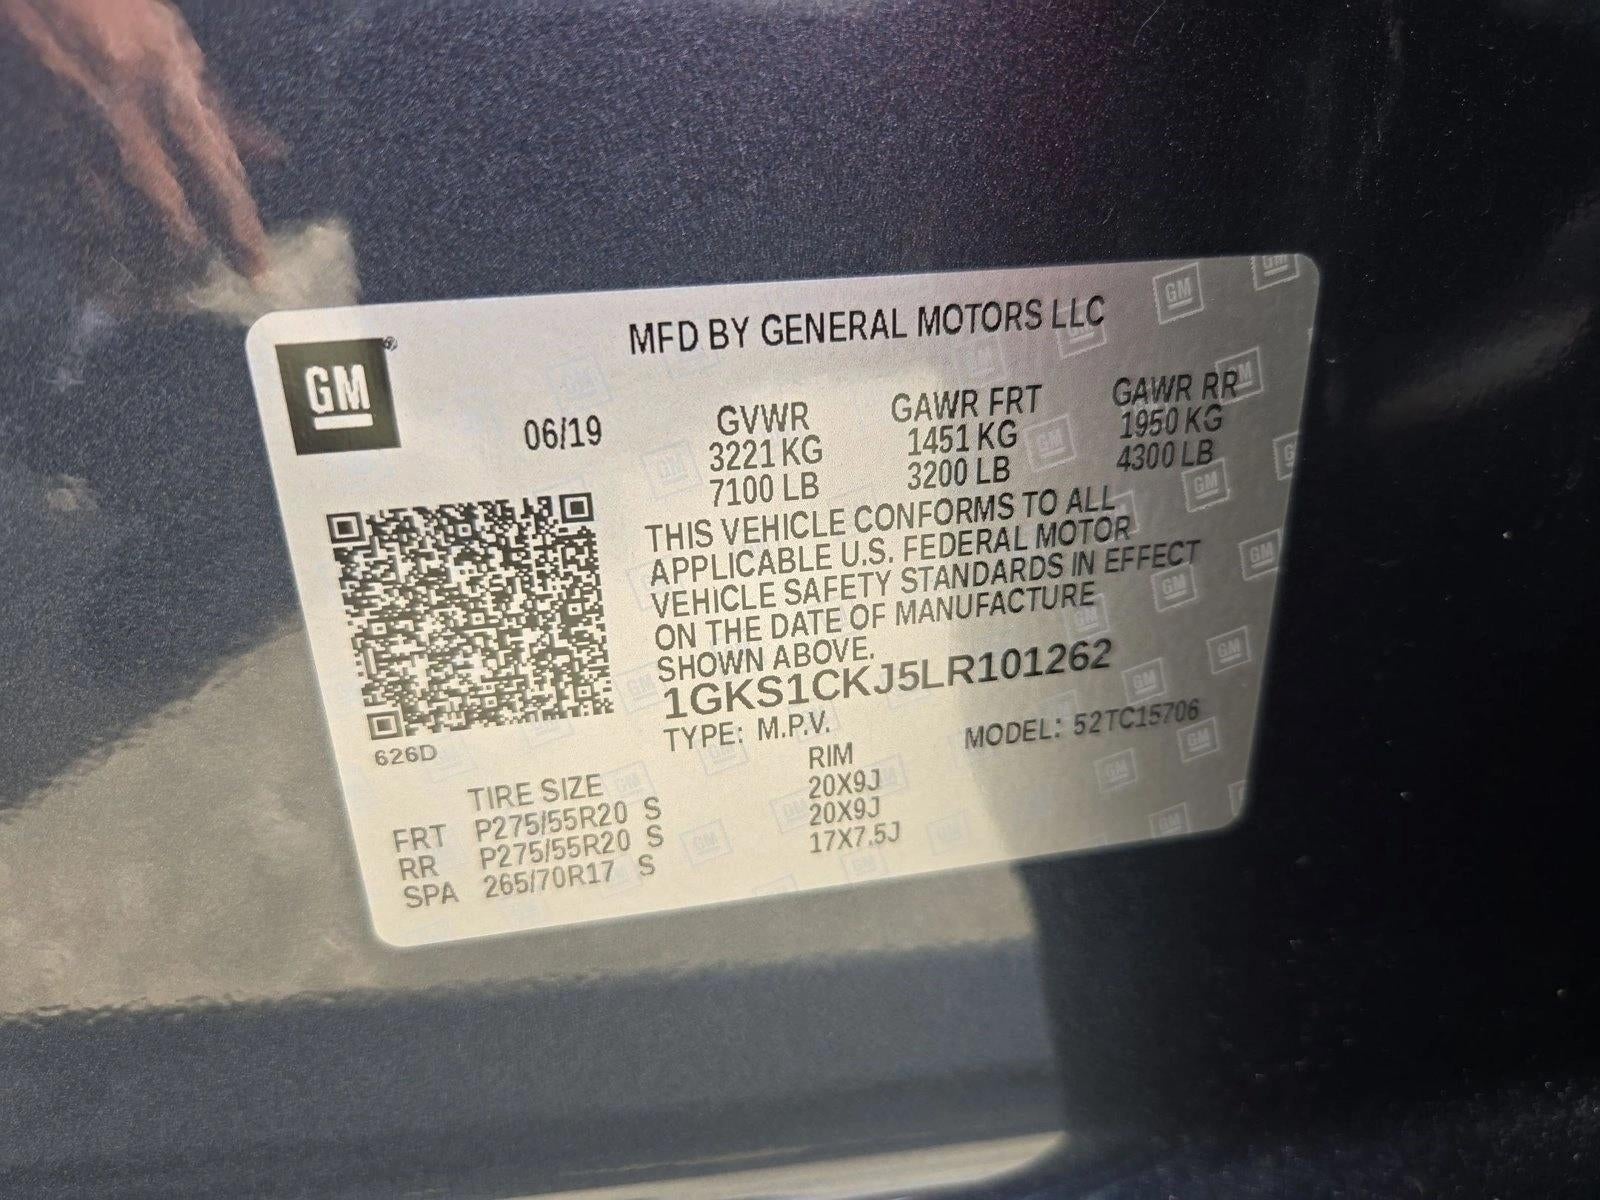 GM
MFD BY GENERAL MOTORS LLC
06/19
GVWR GAWR FRT GAWR RR
3221 KG 1451 KG 1950 KG
7100 LB 3200 LB 4300 LB
THIS VEHICLE CONFORMS TO ALL
APPLICABLE U.S. FEDERAL MOTOR
VEHICLE SAFETY STANDARDS IN EFFECT
ON THE DATE OF MANUFACTURE
SHOWN ABOVE.
1GKS1CKJ5LR101262
TYPE: M.P.V. MODEL: 52TC15706
626D
TIRE SIZE RIM
FRT P275/55R20 S 20X9J
RR P275/55R20 S 20X9J
SPA 265/70R17 S 17X7.5J